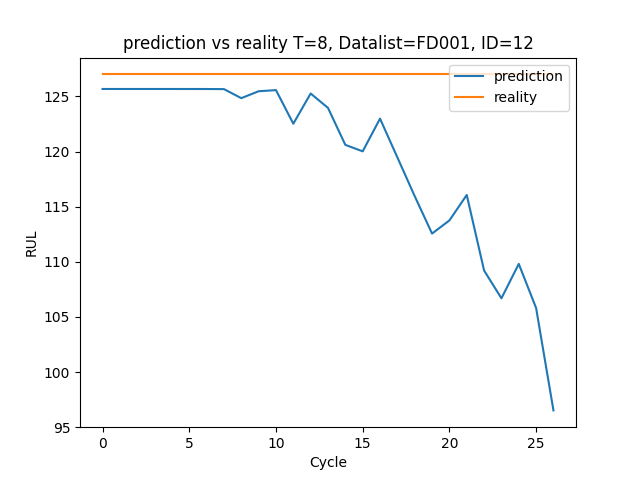 prediction vs reality T=8, Datalist=FD001, ID=12
prediction
reality
RUL
125
120
115
110
105
100
95
0 5 10 15 20 25
Cycle